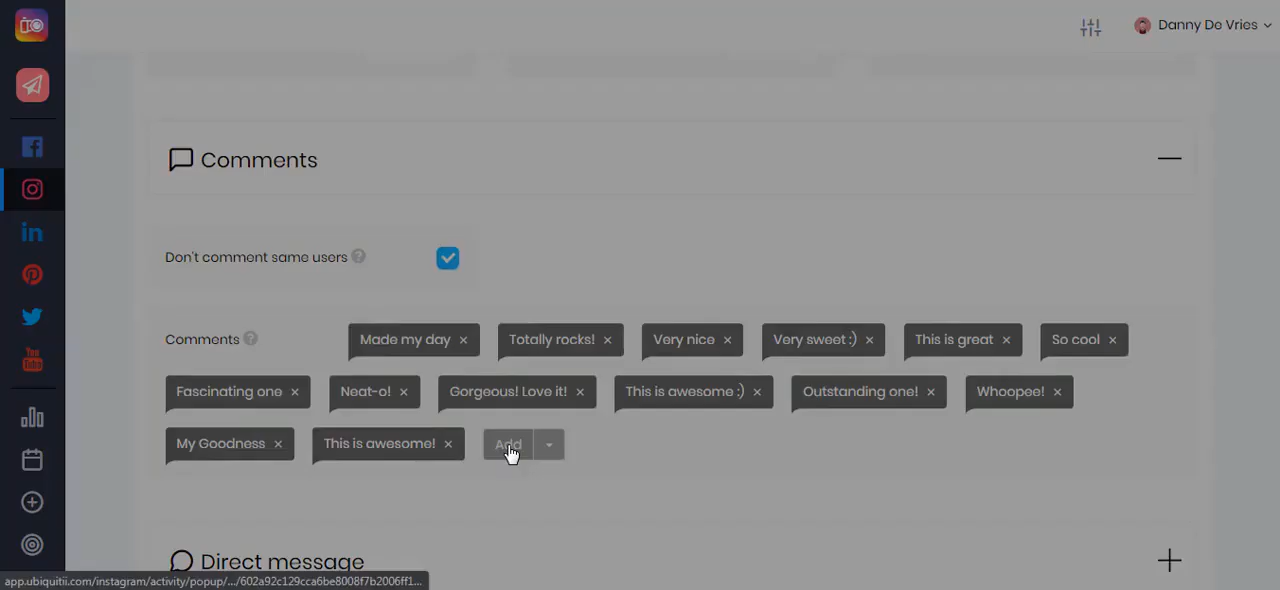 Danny De Vries
Comments
Don't comment same users
Comments Made my day × Totally rocks! × Very nice × Very sweet :) × This is great × So cool ×
Fascinating one × Neat-o! × Gorgeous! Love it! × This is awesome :) × Outstanding one! × Whoopee! ×
My Goodness × This is awesome! × Add
Direct message
app.ubiquitii.com/instagram/activity/popup/.../602a92c129cca6be8008f7b2006ff1...